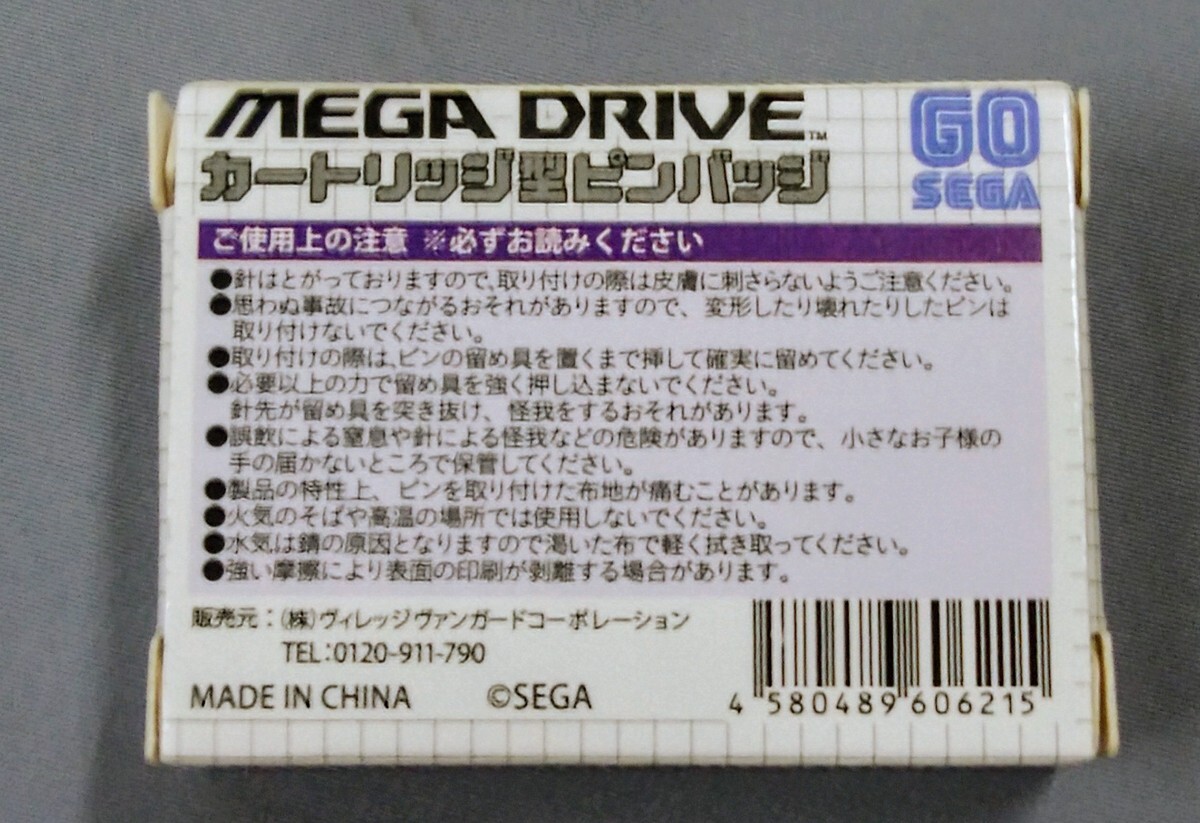 MEGA DRIVE™
カートリッジ型ピンバッジ
GO
SEGA
ご使用上の注意 ※必ずお読みください
●針はとがっておりますので、取り付けの際は皮膚に刺さらないようご注意ください。
●思わぬ事故につながるおそれがありますので、変形したり壊れたりしたピンは
取り付けないでください。
●取り付けの際は、ピンの留め具を置くまで挿して確実に留めてください。
●必要以上の力で留め具を強く押し込まないでください。
針先が留め具を突き抜け、怪我をするおそれがあります。
●誤飲による窒息や針による怪我などの危険がありますので、小さなお子様の
手の届かないところで保管してください。
●製品の特性上、ピンを取り付けた布地が痛むことがあります。
●火気のそばや高温の場所では使用しないでください。
●水気は錆の原因となりますので渇いた布で軽く拭き取ってください。
●強い摩擦により表面の印刷が剥離する場合があります。
販売元：(株)ヴィレッジヴァンガードコーポレーション
TEL:0120-911-790
MADE IN CHINA ©SEGA
4 580489 606215